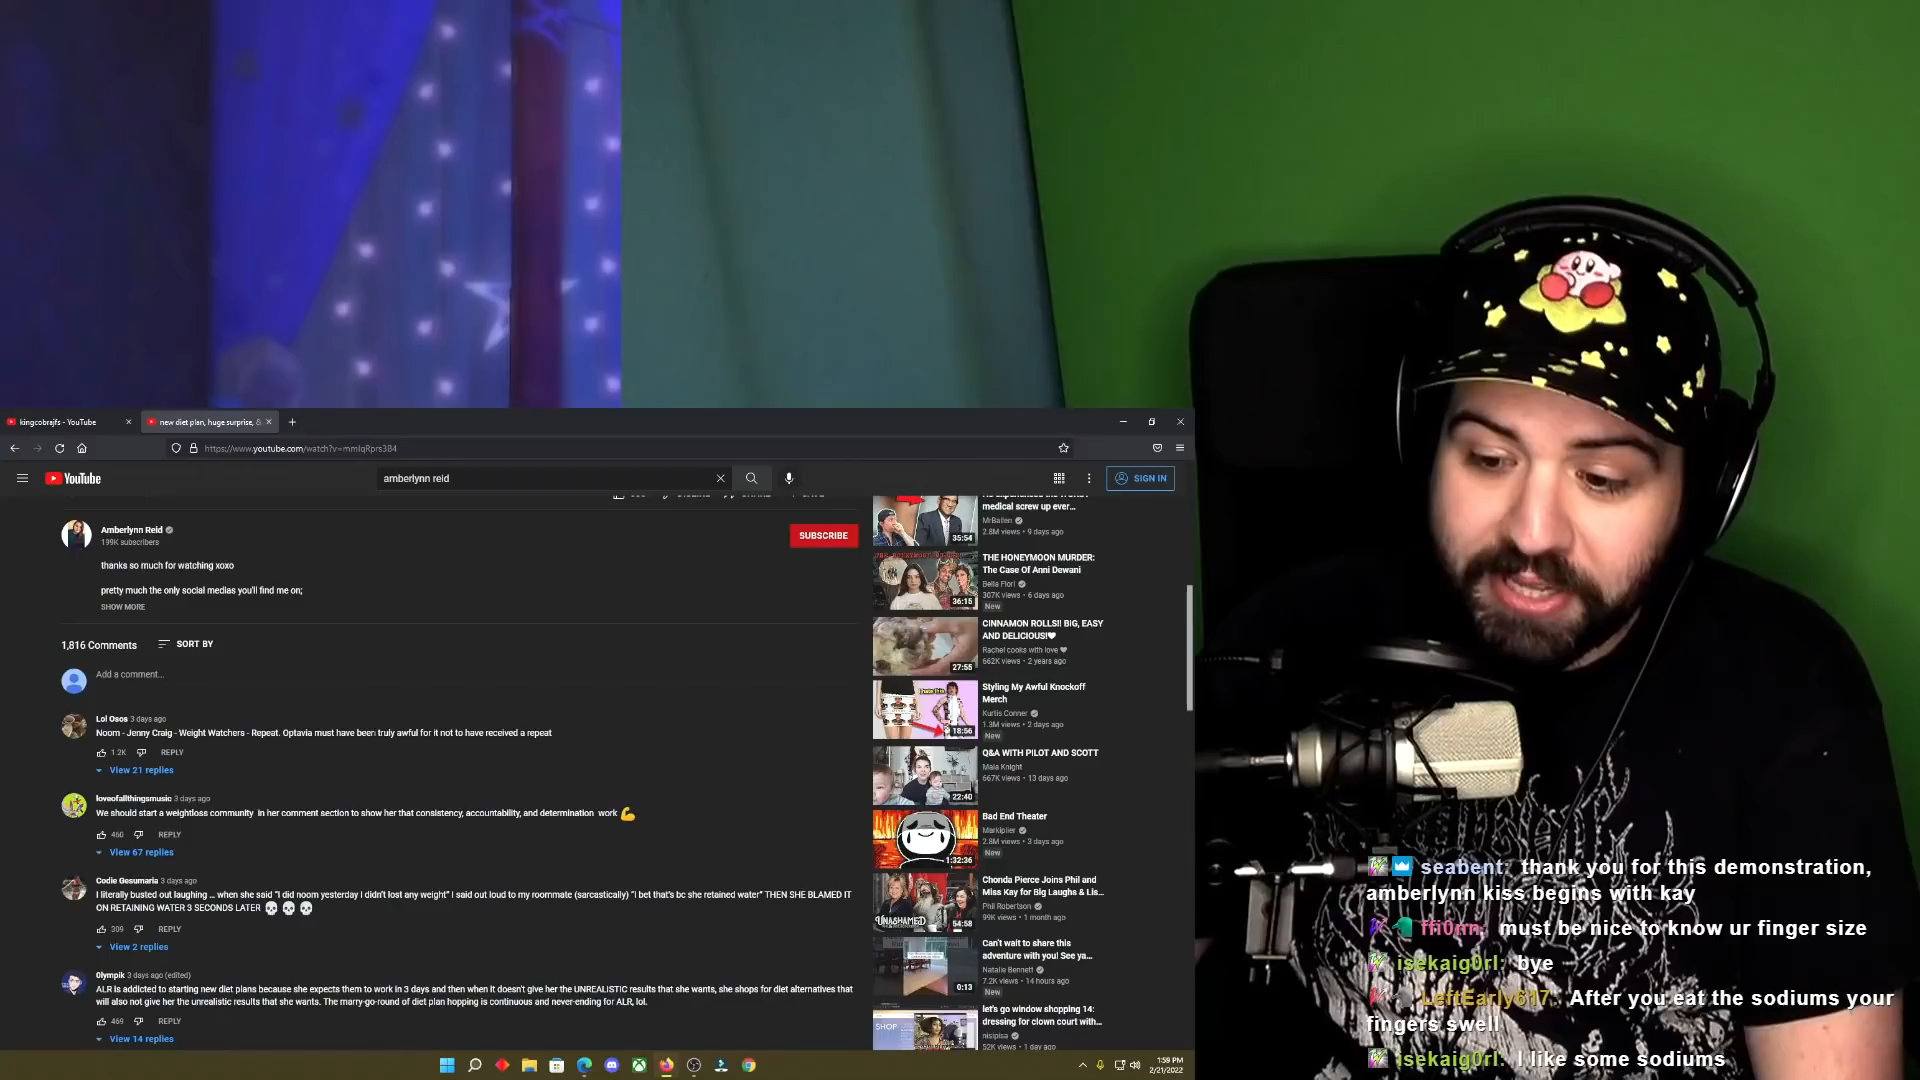 kingcobrajfs - YouTube
new diet plan, huge surprise, &
https://www.youtube.com/watch?v=mmIqRprs384
YouTube
amberlynn reid
SIGN IN
Amberlynn Reid
199K subscribers
SUBSCRIBE
thanks so much for watching xoxo
pretty much the only social medias you'll find me on;
SHOW MORE
1,816 Comments
SORT BY
Add a comment...
Lol Osos 3 days ago
Noom - Jenny Craig - Weight Watchers - Repeat. Optavia must have been truly awful for it not to have received a repeat
1.2K REPLY
View 21 replies
loveofallthingsmusic 3 days ago
We should start a weightloss community in her comment section to show her that consistency, accountability, and determination work 💪
460 REPLY
View 67 replies
Codie Gesumaria 3 days ago
I literally busted out laughing ... when she said "I did noom yesterday I didn't lost any weight" I said out loud to my roommate (sarcastically) "I bet that's bc she retained water" THEN SHE BLAMED IT
ON RETAINING WATER 3 SECONDS LATER 💀 💀 💀
309 REPLY
View 2 replies
0lympik 3 days ago (edited)
ALR is addicted to starting new diet plans because she expects them to work in 3 days and then when it doesn't give her the UNREALISTIC results that she wants, she shops for diet alternatives that
will also not give her the unrealistic results that she wants. The marry-go-round of diet plan hopping is continuous and never-ending for ALR, lol.
469 REPLY
View 14 replies
medical screw up ever...
MrBallen
2.8M views • 9 days ago
35:54
THE HONEYMOON MURDER:
The Case Of Anni Dewani
Bella Fiori
307K views • 6 days ago
New
36:15
CINNAMON ROLLS!! BIG, EASY
AND DELICIOUS!❤
Rachel cooks with love ❤
662K views • 2 years ago
27:55
Styling My Awful Knockoff
Merch
Kurtis Conner
1.3M views • 2 days ago
New
18:56
Q&A WITH PILOT AND SCOTT
Maia Knight
667K views • 13 days ago
22:40
Bad End Theater
Markiplier
2.8M views • 3 days ago
New
1:32:36
Chonda Pierce Joins Phil and
Miss Kay for Big Laughs & Lis...
Phil Robertson
99K views • 1 month ago
UNASHAMED
54:58
Can't wait to share this
adventure with you! See ya...
Natalie Bennett
7.2K views • 14 hours ago
New
0:13
let's go window shopping 14:
dressing for clown court with...
nisipisa
52K views • 1 day ago
SHOP
1:59 PM
2/21/2022
seabent: thank you for this demonstration,
amberlynn kiss begins with kay
ffi0nn: must be nice to know ur finger size
isekaig0rl: bye
LeftEarly617: After you eat the sodiums your
fingers swell
isekaig0rl: I like some sodiums